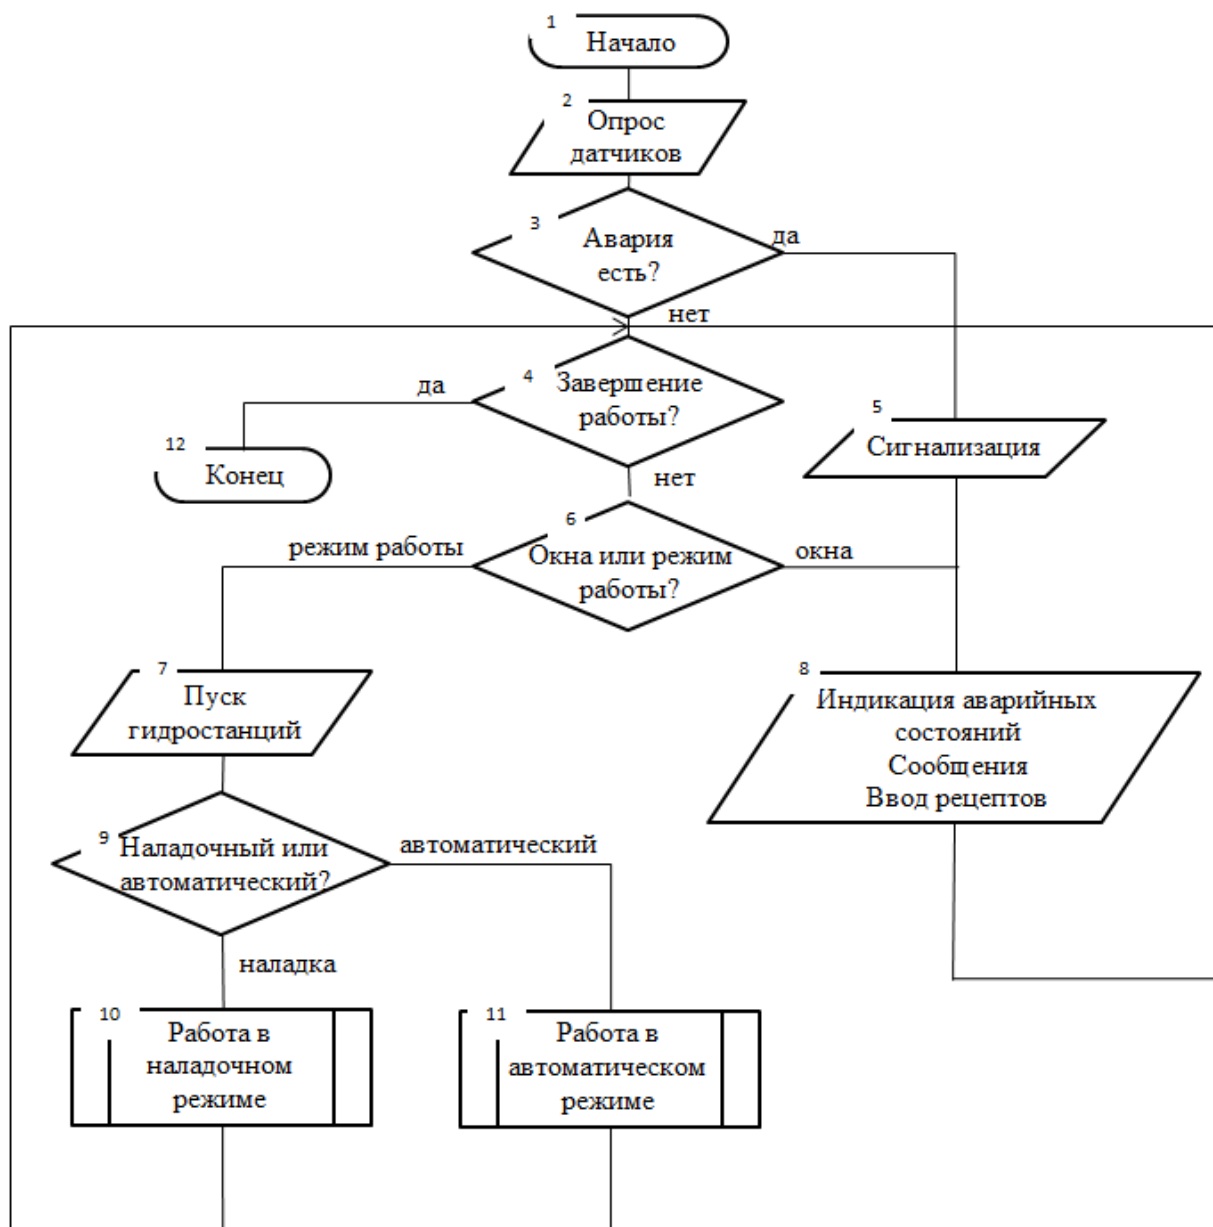 1
Начало
2
Опрос
датчиков
3
Авария
есть?
да
нет
4
Завершение
работы?
да
12
Конец
5
Сигнализация
нет
6
Окна или режим
работы?
режим работы
окна
7
Пуск
гидростанций
8
Индикация аварийных
состояний
Сообщения
Ввод рецептов
9
Наладочный или
автоматический?
автоматический
наладка
10
Работа в
наладочном
режиме
11
Работа в
автоматическом
режиме